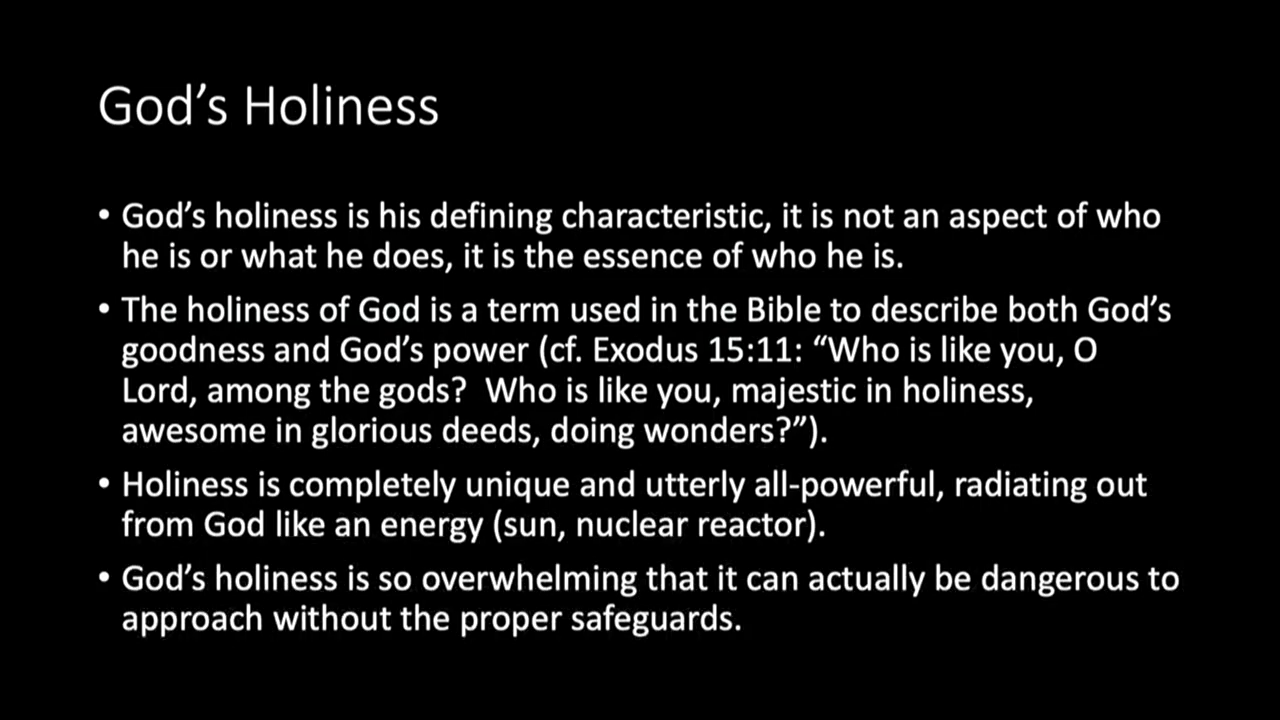 God’s Holiness
• God’s holiness is his defining characteristic, it is not an aspect of who
he is or what he does, it is the essence of who he is.
• The holiness of God is a term used in the Bible to describe both God’s
goodness and God’s power (cf. Exodus 15:11: “Who is like you, O
Lord, among the gods?  Who is like you, majestic in holiness,
awesome in glorious deeds, doing wonders?”).
• Holiness is completely unique and utterly all-powerful, radiating out
from God like an energy (sun, nuclear reactor).
• God’s holiness is so overwhelming that it can actually be dangerous to
approach without the proper safeguards.